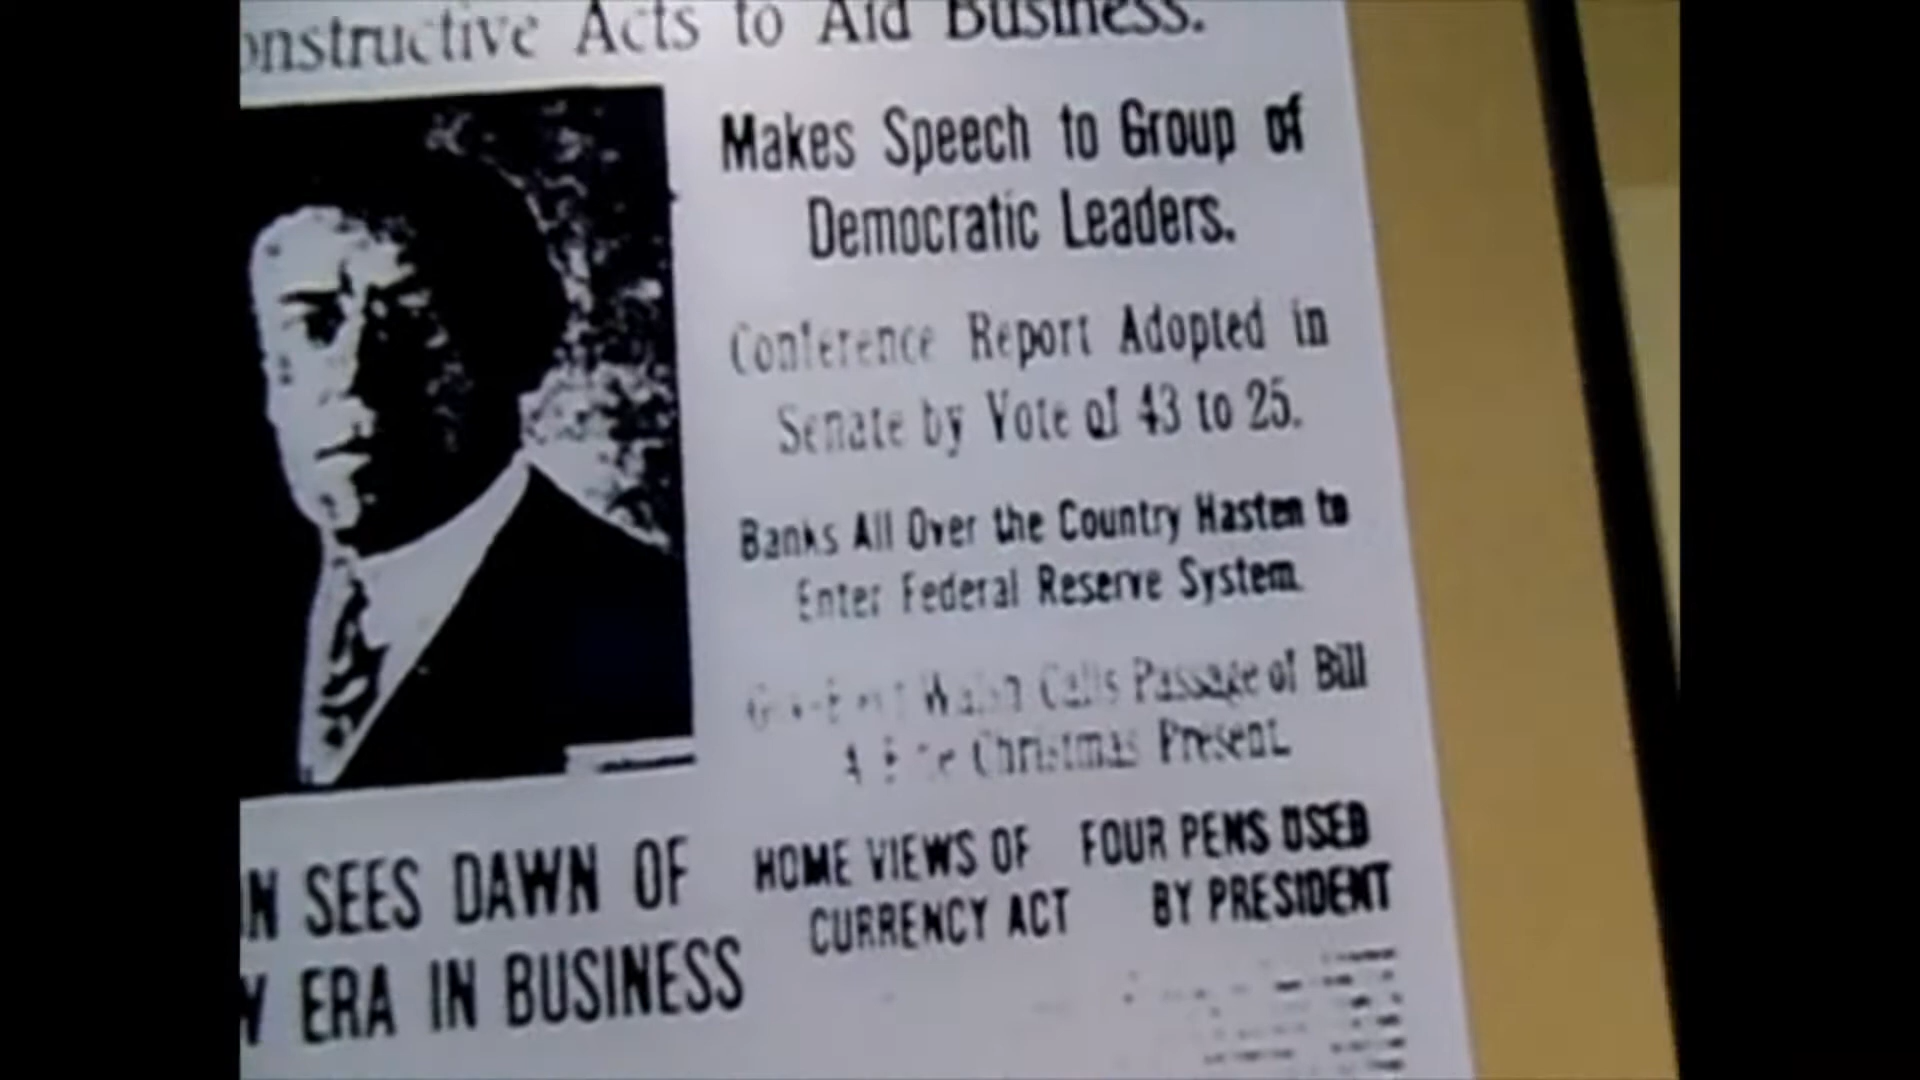 onstructive Acts to Aid Business.
Makes Speech to Group of
Democratic Leaders.
Conference Report Adopted in
Senate by Vote of 43 to 25.
Banks All Over the Country Hasten to
Enter Federal Reserve System.
Walsh Calls Passage of Bill
Christmas Present.
N SEES DAWN OF
Y ERA IN BUSINESS
HOME VIEWS OF
CURRENCY ACT
FOUR PENS USED
BY PRESIDENT